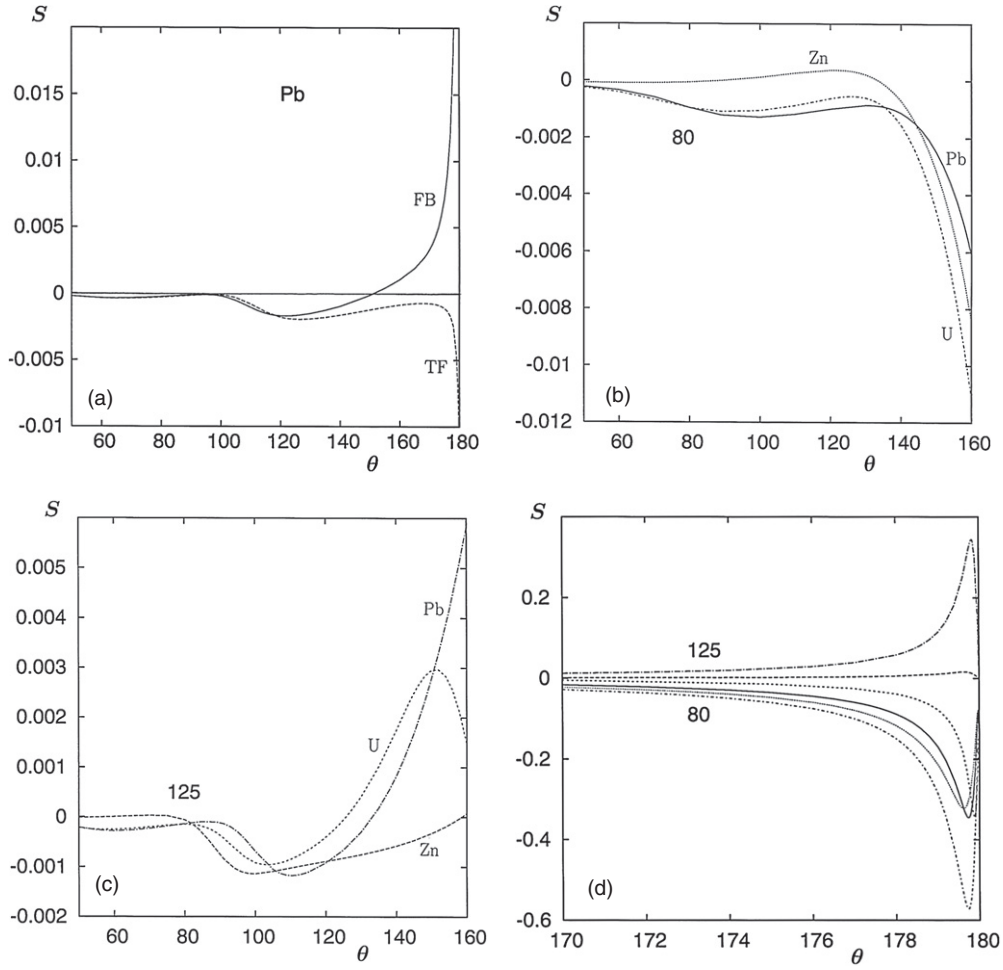 S
0.015
0.01
0.005
0
-0.005
-0.01
Pb
FB
TF
(a)
60 80 100 120 140 160 180
θ
S
0
-0.002
-0.004
-0.006
-0.008
-0.01
-0.012
Zn
80
Pb
U
(b)
60 80 100 120 140 160
θ
S
0.005
0.004
0.003
0.002
0.001
0
-0.001
-0.002
Pb
U
125
Zn
(c)
60 80 100 120 140 160
θ
S
0.2
0
-0.2
-0.4
-0.6
125
80
(d)
170 172 174 176 178 180
θ